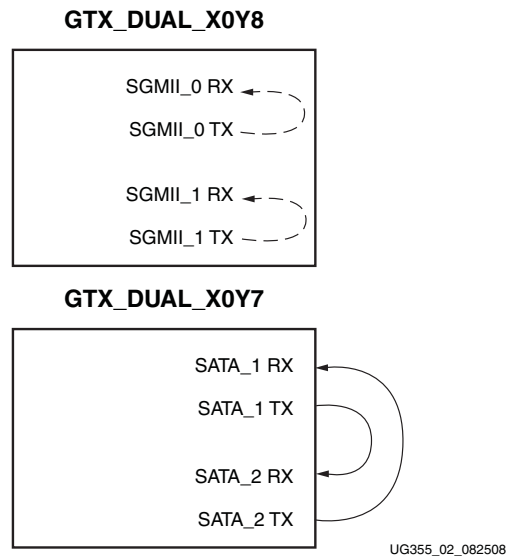 GTX_DUAL_X0Y8
SGMII_0 RX
SGMII_0 TX
SGMII_1 RX
SGMII_1 TX
GTX_DUAL_X0Y7
SATA_1 RX
SATA_1 TX
SATA_2 RX
SATA_2 TX
UG355_02_082508